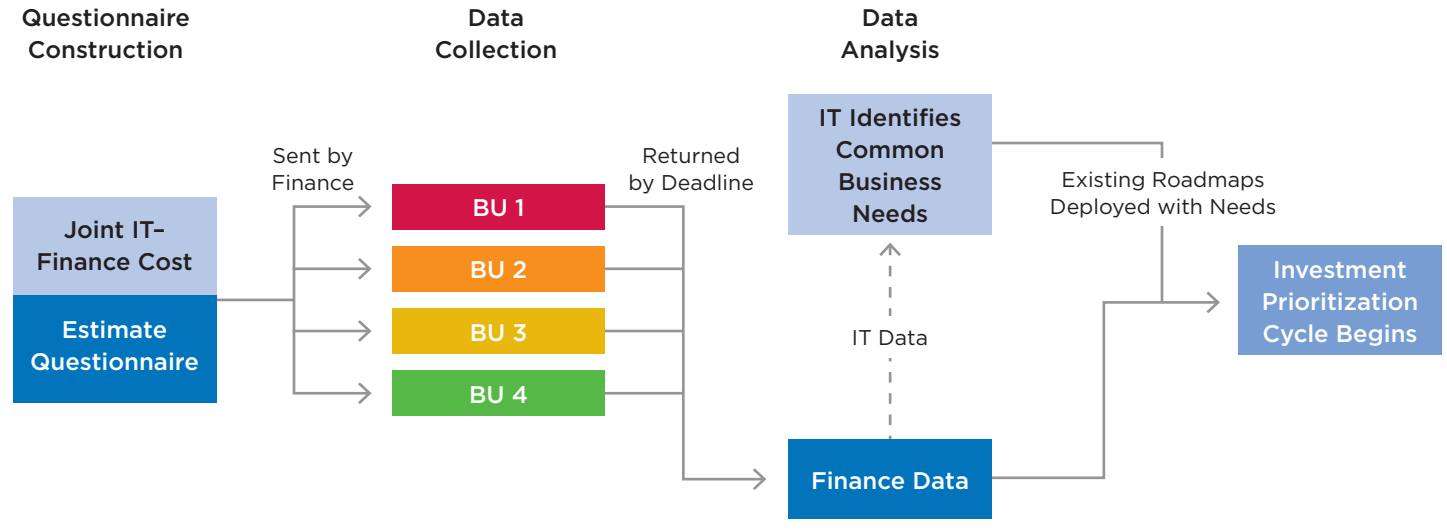 Questionnaire
Construction
Data
Collection
Data
Analysis
Joint IT–
Finance Cost
Estimate
Questionnaire
Sent by
Finance
BU 1
BU 2
BU 3
BU 4
Returned
by Deadline
IT Identifies
Common
Business
Needs
IT Data
Finance Data
Existing Roadmaps
Deployed with Needs
Investment
Prioritization
Cycle Begins